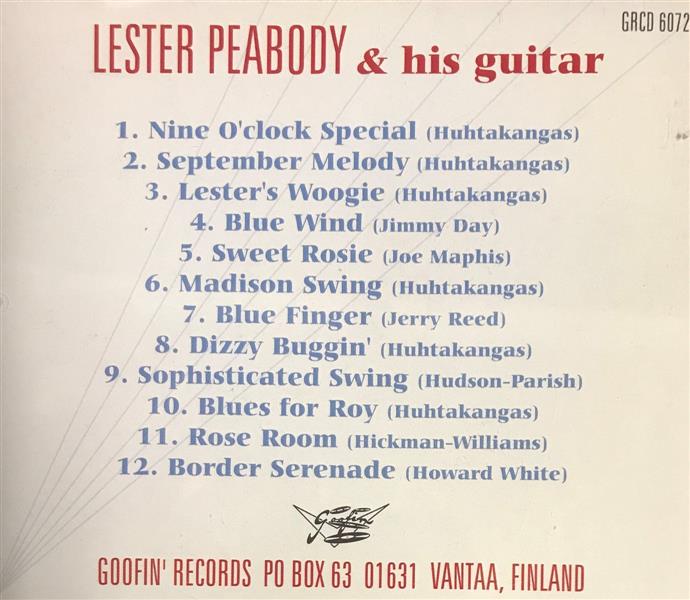 GRCD 6072
LESTER PEABODY & his guitar
1. Nine O'clock Special (Huhtakangas)
2. September Melody (Huhtakangas)
3. Lester's Woogie (Huhtakangas)
4. Blue Wind (Jimmy Day)
5. Sweet Rosie (Joe Maphis)
6. Madison Swing (Huhtakangas)
7. Blue Finger (Jerry Reed)
8. Dizzy Buggin' (Huhtakangas)
9. Sophisticated Swing (Hudson-Parish)
10. Blues for Roy (Huhtakangas)
11. Rose Room (Hickman-Williams)
12. Border Serenade (Howard White)
Goofin'
GOOFIN' RECORDS PO BOX 63 01631 VANTAA, FINLAND